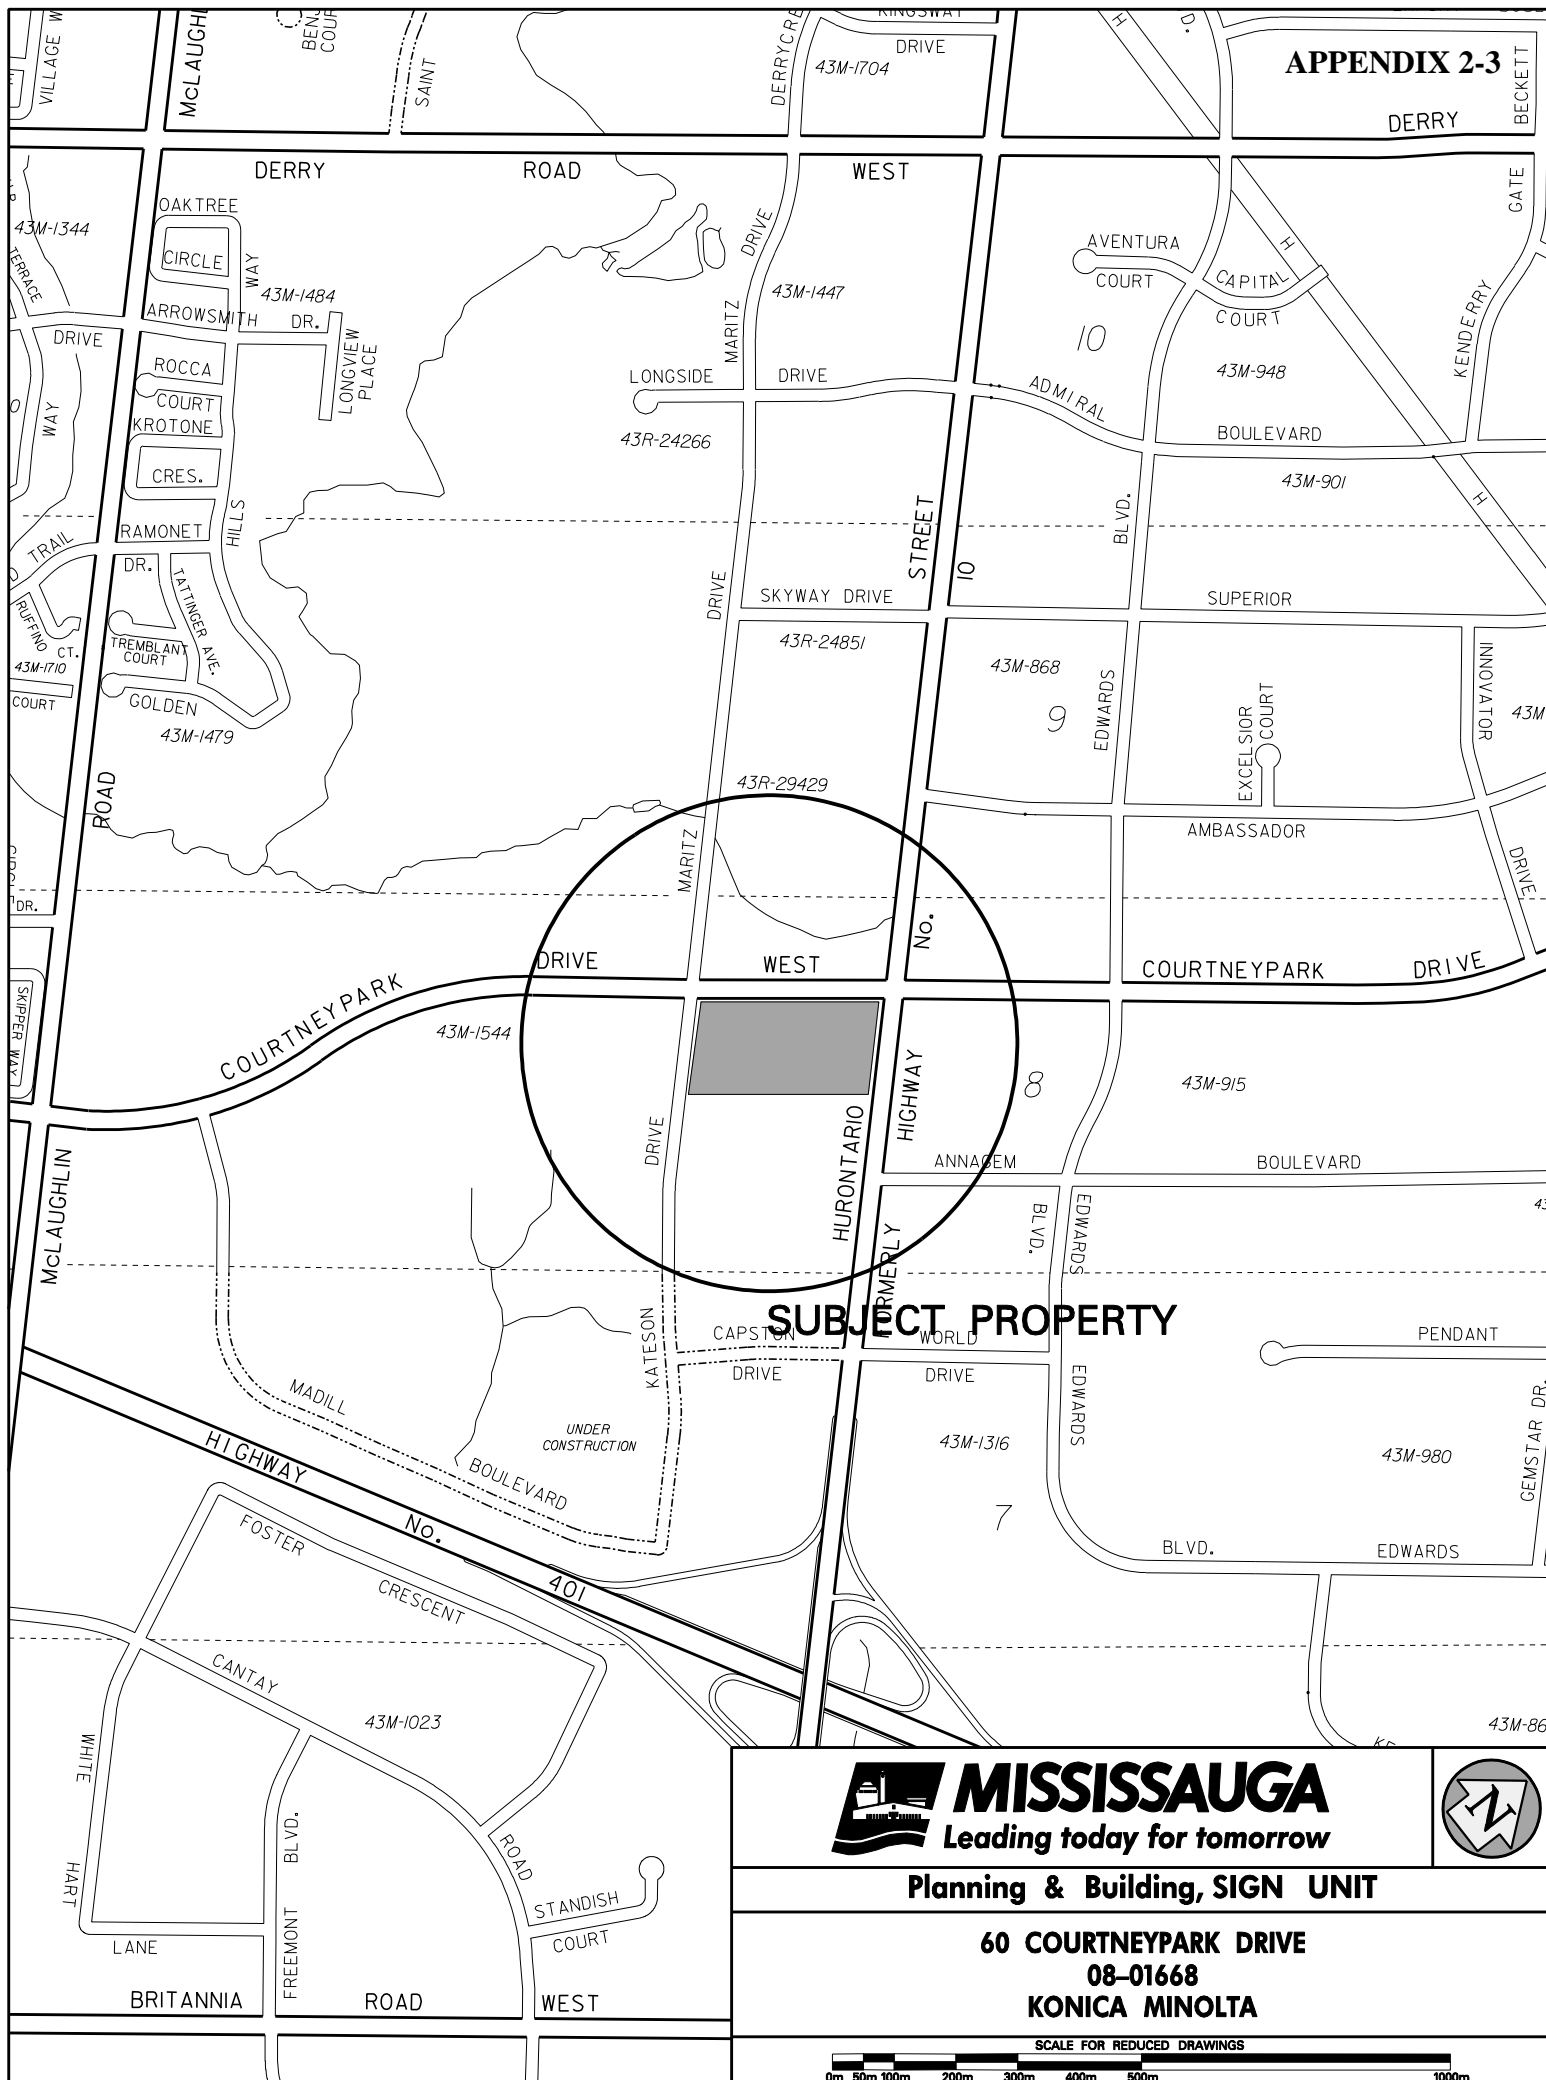 APPENDIX 2-3
VILLAGE W
McLAUGHL
SAINT
DERRYCRE
KINGSWAY
DRIVE
43M-1704
H
D.
BECKETT
DERRY
DERRY ROAD WEST
GATE
43M-1344
OAKTREE
CIRCLE
WAY
43M-1484
TERRACE
ARROWSMITH DR.
DRIVE
LONGVIEW
PLACE
ROCCA
COURT
KROTONE
CRES.
WAY
RAMONET
DR.
HILLS
TRAIL
TATTINGER AVE.
RUFFINO
CT.
TREMBLANT
COURT
43M-1710
COURT
GOLDEN
43M-1479
ROAD
DRIVE
MARITZ
43M-1447
LONGSIDE DRIVE
43R-24266
AVENTURA
COURT
CAPITAL
COURT
H
10
43M-948
KENDERRY
ADMIRAL
BOULEVARD
43M-901
H
BLVD.
STREET
10
DRIVE
SKYWAY DRIVE
43R-24851
SUPERIOR
43M-868
9
EDWARDS
EXCELSIOR
COURT
INNOVATOR
43M
43R-29429
AMBASSADOR
DRIVE
MARITZ
DR.
No.
COURTNEYPARK
DRIVE WEST
COURTNEYPARK DRIVE
SKIPPER WAY
43M-1544
HIGHWAY
8
43M-915
DRIVE
HURONTARIO
ANNAGEM BOULEVARD
McLAUGHLIN
BLVD.
EDWARDS
FORMERLY
SUBJECT PROPERTY
KATESON
CAPSTON
DRIVE
WORLD
DRIVE
PENDANT
EDWARDS
MADILL
BOULEVARD
UNDER
CONSTRUCTION
43M-1316
43M-980
GEMSTAR DR.
7
HIGHWAY No. 401
BLVD. EDWARDS
FOSTER
CRESCENT
CANTAY
ROAD
43M-1023
43M-86
WHITE
HART
LANE
FREEMONT BLVD.
STANDISH
COURT
BRITANNIA ROAD WEST
MISSISSAUGA
Leading today for tomorrow
N
Planning & Building, SIGN UNIT
60 COURTNEYPARK DRIVE
08-01668
KONICA MINOLTA
SCALE FOR REDUCED DRAWINGS
0m 50m 100m 200m 300m 400m 500m 1000m